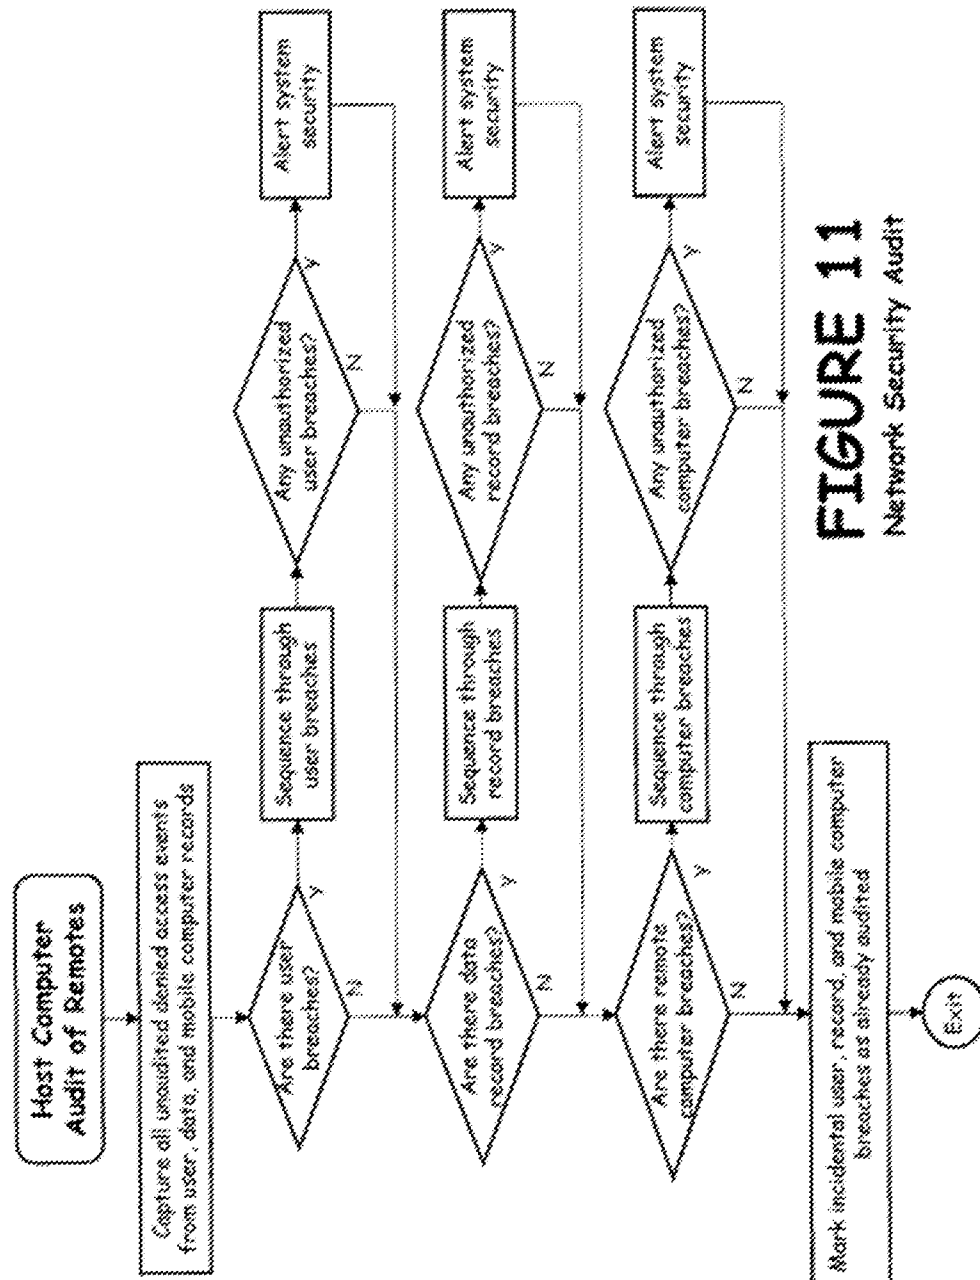 Host Computer
Audit of Remotes
Capture all unaudited denied access events
from user, data, and mobile computer records
Are there user
breaches?
Y
N
Sequence through
user breaches
Any unauthorized
user breaches?
Y
N
Alert system
security
Are there data
record breaches?
Y
N
Sequence through
record breaches
Any unauthorized
record breaches?
Y
N
Alert system
security
Are there remote
computer breaches?
Y
N
Sequence through
computer breaches
Any unauthorized
computer breaches?
Y
N
Alert system
security
Mark incidental user, record, and mobile computer
breaches as already audited
Exit
FIGURE 11
Network Security Audit